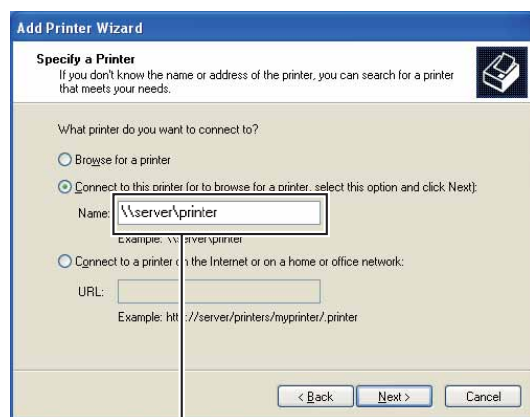 Add Printer Wizard
Specify a Printer
If you don't know the name or address of the printer, you can search for a printer
that meets your needs.
What printer do you want to connect to?
Browse for a printer
Connect to this printer (or to browse for a printer, select this option and click Next):
Name: \\server\printer
Example: \\server\printer
Connect to a printer on the Internet or on a home or office network:
URL:
Example: http://server/printers/myprinter/.printer
< Back Next > Cancel